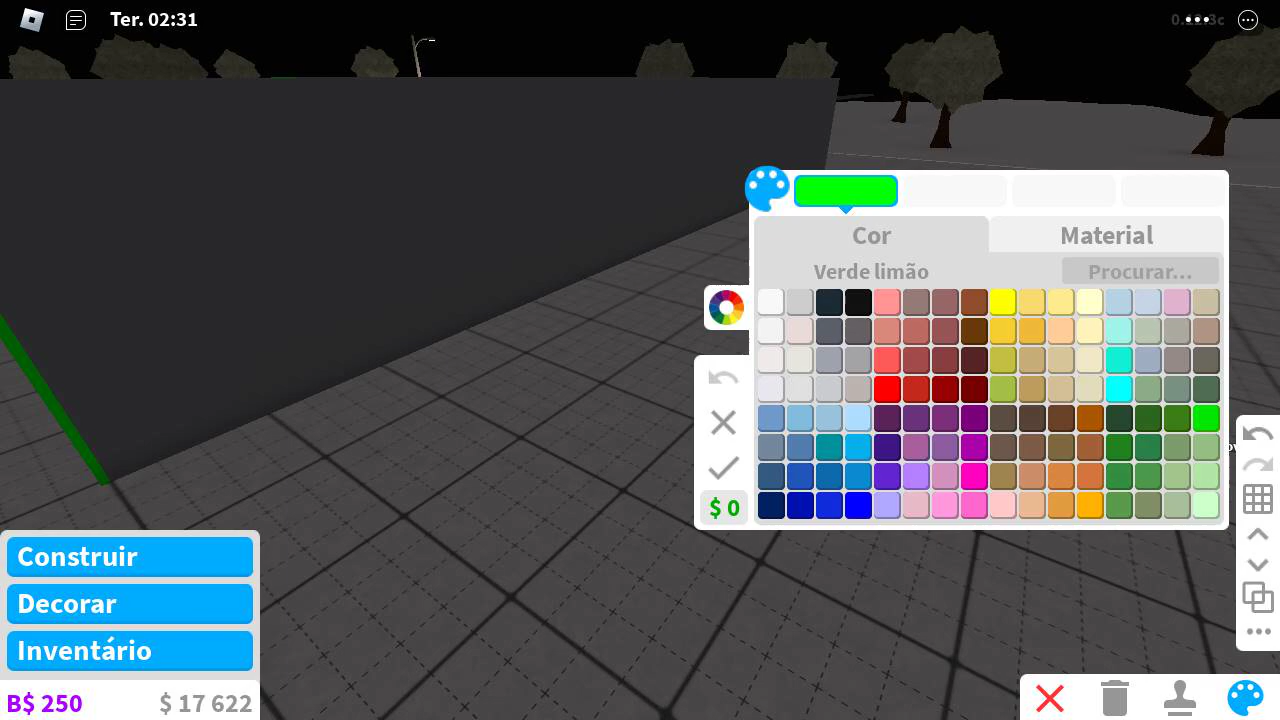 Ter. 02:31
Cor
Material
Verde limão
Procurar...
$ 0
Construir
Decorar
Inventário
B$ 250
$ 17 622